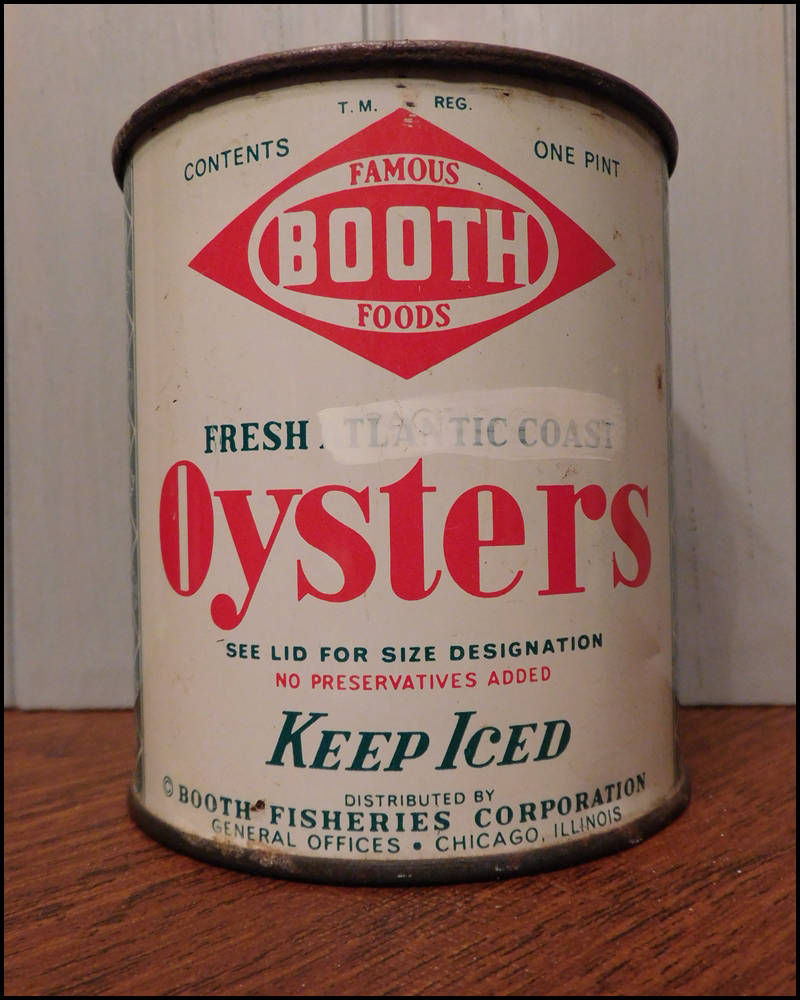 T.M. REG.
CONTENTS ONE PINT
FAMOUS
BOOTH
FOODS
FRESH ATLANTIC COAST
Oysters
SEE LID FOR SIZE DESIGNATION
NO PRESERVATIVES ADDED
KEEP ICED
DISTRIBUTED BY
© BOOTH FISHERIES CORPORATION
GENERAL OFFICES • CHICAGO, ILLINOIS